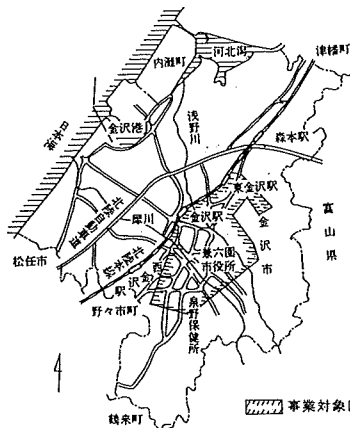 内灘町
河北潟
津幡町
日本海
金沢港
浅野川
森本駅
東金沢駅
金沢駅
金沢市
富山県
北陸自動車道
犀川
兼六園
市役所
松任市
北陸本線
西金沢駅
野々市町
泉野保健所
鶴来町
事業対象